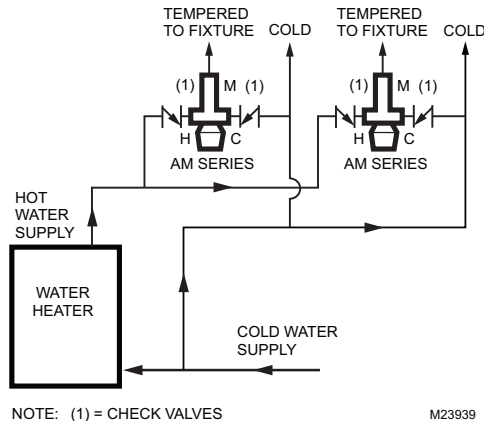 TEMPERED
TO FIXTURE
COLD
TEMPERED
TO FIXTURE
COLD
(1)
M
(1)
(1)
M
(1)
H
C
H
C
AM SERIES
AM SERIES
HOT
WATER
SUPPLY
WATER
HEATER
COLD WATER
SUPPLY
NOTE: (1) = CHECK VALVES
M23939